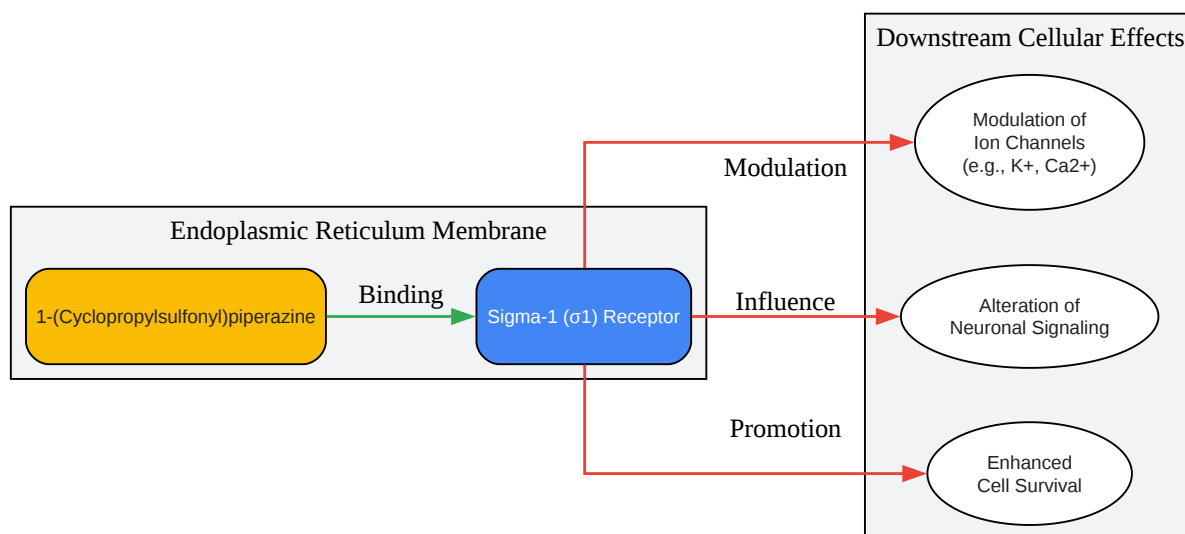 Downstream Cellular Effects
Modulation of
Ion Channels
(e.g., K+, Ca2+)
Modulation
Endoplasmic Reticulum Membrane
1-(Cyclopropylsulfonyl)piperazine
Binding
Sigma-1 (σ1) Receptor
Influence
Alteration of
Neuronal Signaling
Promotion
Enhanced
Cell Survival